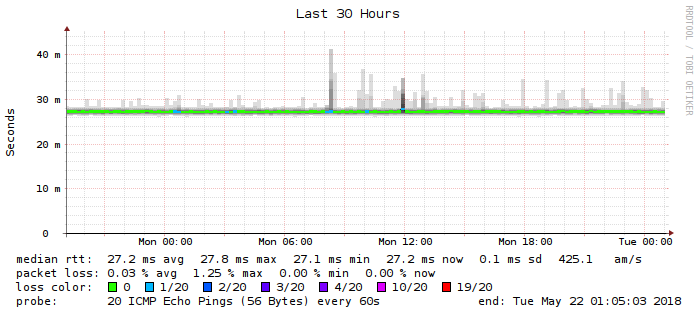 Last 30 Hours
RRDTOOL / TOBI OETIKER
Seconds
40 m
30 m
20 m
10 m
0
Mon 00:00 Mon 06:00 Mon 12:00 Mon 18:00 Tue 00:00
median rtt: 27.2 ms avg 27.8 ms max 27.1 ms min 27.2 ms now 0.1 ms sd 425.1 am/s
packet loss: 0.03 % avg 1.25 % max 0.00 % min 0.00 % now
loss color: 0 1/20 2/20 3/20 4/20 10/20 19/20
probe: 20 ICMP Echo Pings (56 Bytes) every 60s end: Tue May 22 01:05:03 2018